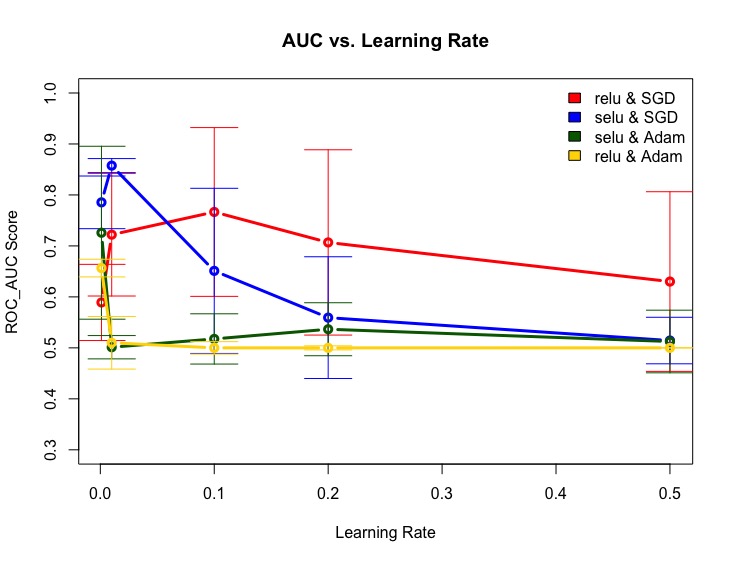 AUC vs. Learning Rate
relu & SGD
selu & SGD
selu & Adam
relu & Adam
ROC_AUC Score
1.0
0.9
0.8
0.7
0.6
0.5
0.4
0.3
0.0 0.1 0.2 0.3 0.4 0.5
Learning Rate